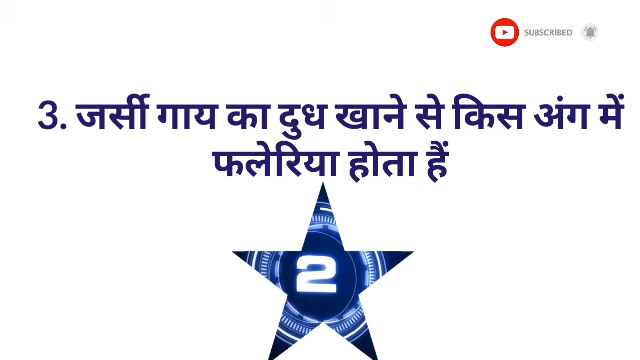 SUBSCRIBED
3. जर्सी गाय का दुध खाने से किस अंग में
फलेरिया होता हैं
2